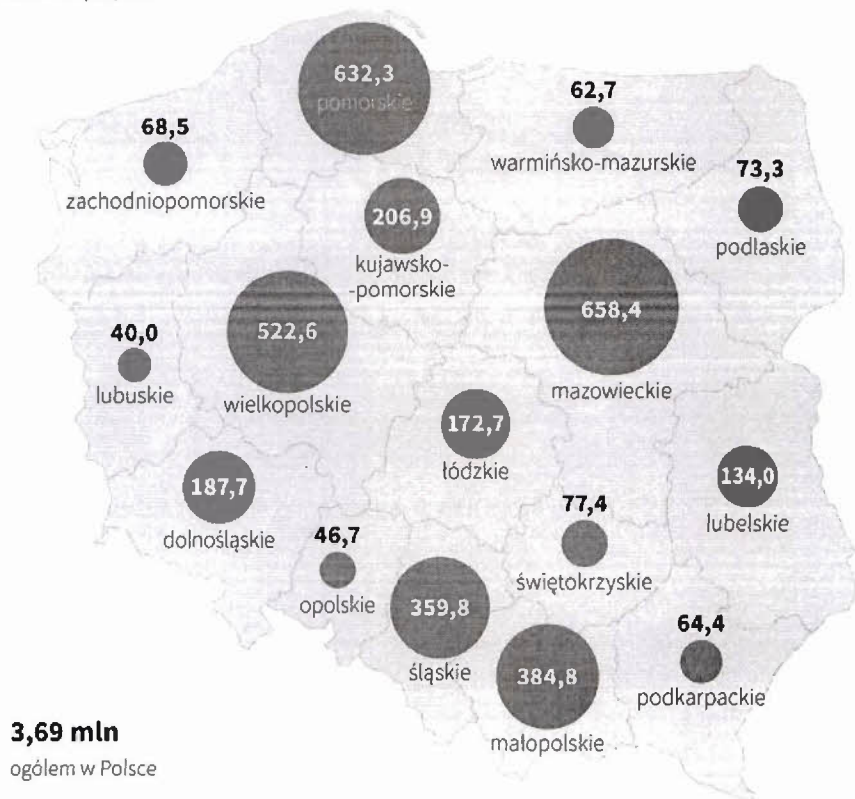 632,3
pomorskie
62,7
warmińsko-mazurskie
68,5
zachodniopomorskie
73,3
podlaskie
206,9
kujawsko-
-pomorskie
658,4
mazowieckie
522,6
wielkopolskie
40,0
lubuskie
172,7
łódzkie
134,0
lubelskie
187,7
dolnośląskie
77,4
świętokrzyskie
46,7
opolskie
359,8
śląskie
64,4
podkarpackie
384,8
małopolskie
3,69 mln
ogółem w Polsce